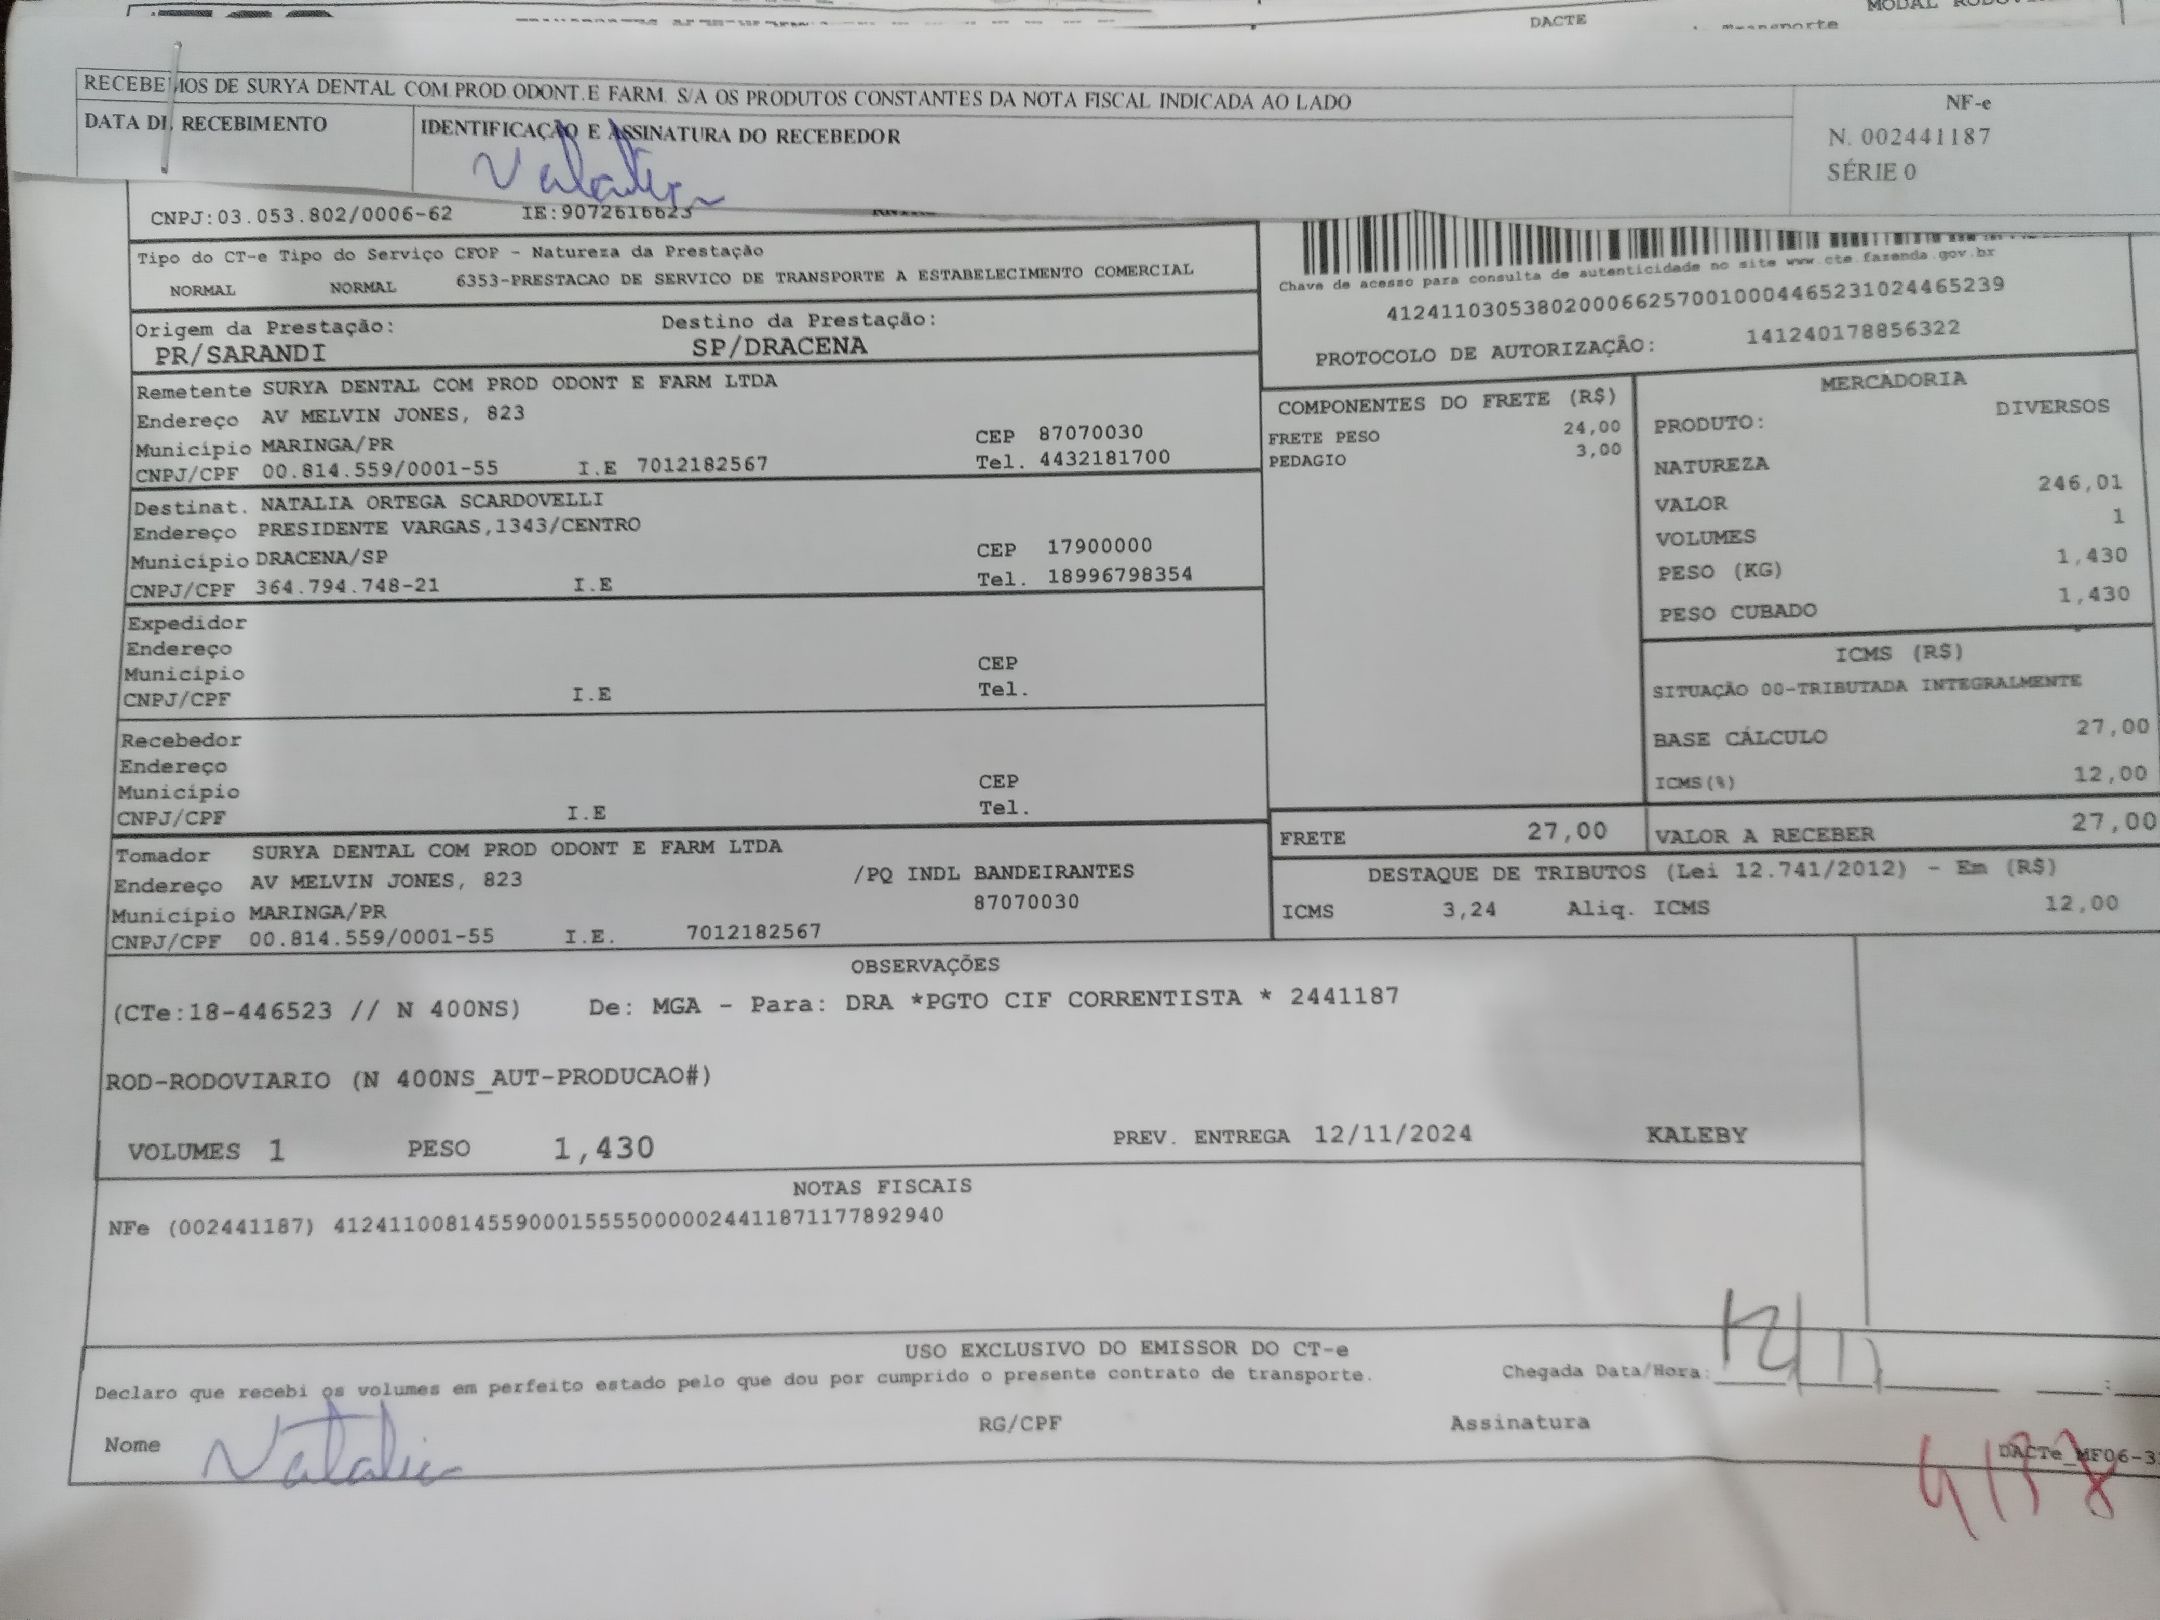 DACTE
RECEBEMOS DE SURYA DENTAL COM.PROD.ODONT.E FARM. S/A OS PRODUTOS CONSTANTES DA NOTA FISCAL INDICADA AO LADO
NF-e
DATA DE RECEBIMENTO IDENTIFICAÇÃO E ASSINATURA DO RECEBEDOR
N. 002441187
Natalia
SÉRIE 0
CNPJ:03.053.802/0006-62 IE:9072616623
Tipo do CT-e Tipo do Serviço CFOP - Natureza da Prestação
NORMAL NORMAL 6353-PRESTACAO DE SERVICO DE TRANSPORTE A ESTABELECIMENTO COMERCIAL
Chave de acesso para consulta de autenticidade no site www.cte.fazenda.gov.br
41241103053802000662570010004465231024465239
PROTOCOLO DE AUTORIZAÇÃO: 141240178856322
Origem da Prestação: Destino da Prestação:
PR/SARANDI SP/DRACENA
Remetente SURYA DENTAL COM PROD ODONT E FARM LTDA
Endereço AV MELVIN JONES, 823
Município MARINGA/PR CEP 87070030
CNPJ/CPF 00.814.559/0001-55 I.E 7012182567 Tel. 4432181700
Destinat. NATALIA ORTEGA SCARDOVELLI
Endereço PRESIDENTE VARGAS,1343/CENTRO
Município DRACENA/SP CEP 17900000
CNPJ/CPF 364.794.748-21 I.E Tel. 18996798354
Expedidor
Endereço
Município CEP
CNPJ/CPF I.E Tel.
Recebedor
Endereço
Município CEP
CNPJ/CPF I.E Tel.
Tomador SURYA DENTAL COM PROD ODONT E FARM LTDA
Endereço AV MELVIN JONES, 823 /PQ INDL BANDEIRANTES
Município MARINGA/PR 87070030
CNPJ/CPF 00.814.559/0001-55 I.E. 7012182567
COMPONENTES DO FRETE (R$)
FRETE PESO 24,00
PEDAGIO 3,00
MERCADORIA
PRODUTO: DIVERSOS
NATUREZA
VALOR 246,01
VOLUMES 1
PESO (KG) 1,430
PESO CUBADO 1,430
ICMS (R$)
SITUAÇÃO 00-TRIBUTADA INTEGRALMENTE
BASE CÁLCULO 27,00
ICMS(%) 12,00
FRETE 27,00 VALOR A RECEBER 27,00
DESTAQUE DE TRIBUTOS (Lei 12.741/2012) - Em (R$)
ICMS 3,24 Aliq. ICMS 12,00
OBSERVAÇÕES
(CTe:18-446523 // N 400NS) De: MGA - Para: DRA *PGTO CIF CORRENTISTA * 2441187
ROD-RODOVIARIO (N 400NS_AUT-PRODUCAO#)
VOLUMES 1 PESO 1,430 PREV. ENTREGA 12/11/2024 KALEBY
NOTAS FISCAIS
NFe (002441187) 41241100814559000155550000024411871177892940
USO EXCLUSIVO DO EMISSOR DO CT-e
Declaro que recebi os volumes em perfeito estado pelo que dou por cumprido o presente contrato de transporte. Chegada Data/Hora: 12/11
Nome Natalia RG/CPF Assinatura